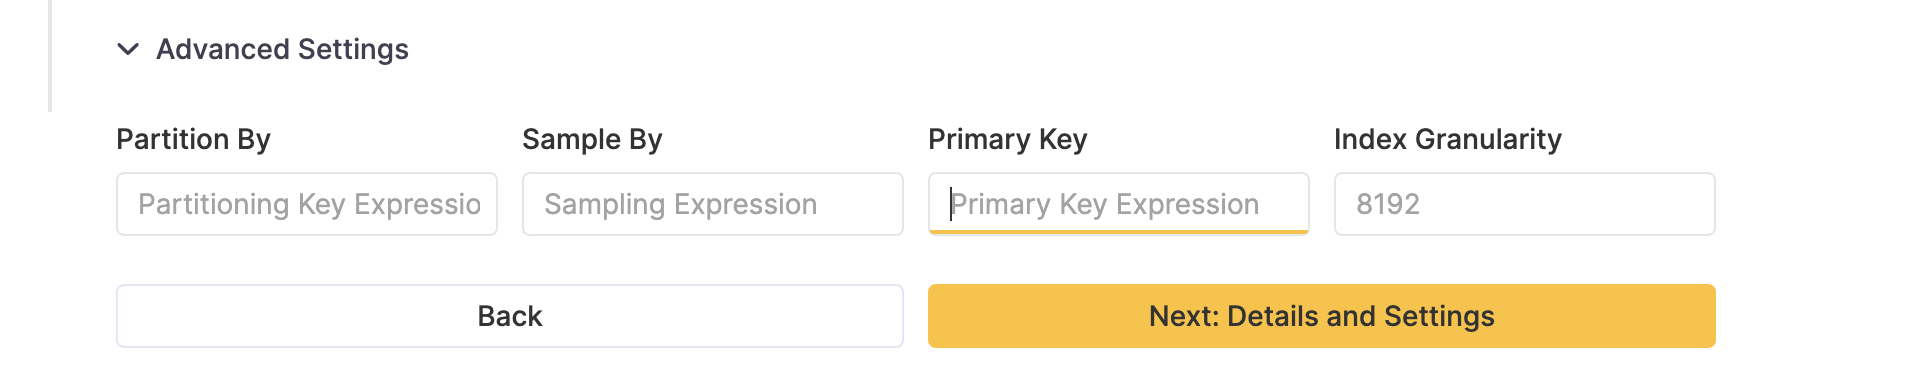 Advanced Settings
Partition By
Sample By
Primary Key
Index Granularity
Partitioning Key Expressio
Sampling Expression
Primary Key Expression
8192
Back
Next: Details and Settings